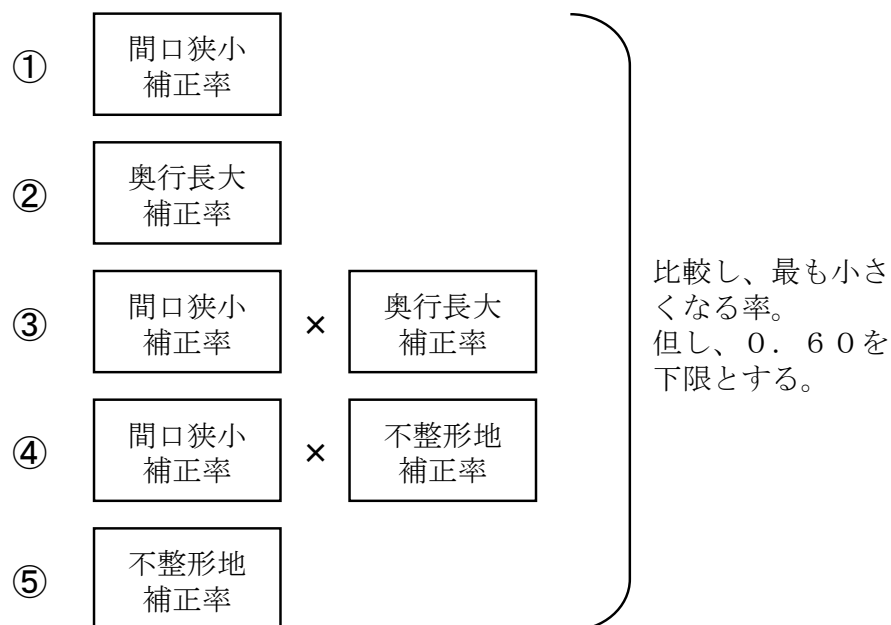 ①
間口狭小
補正率
②
奥行長大
補正率
③
間口狭小
補正率
×
奥行長大
補正率
④
間口狭小
補正率
×
不整形地
補正率
⑤
不整形地
補正率
比較し、最も小さ
くなる率。
但し、０．６０を
下限とする。